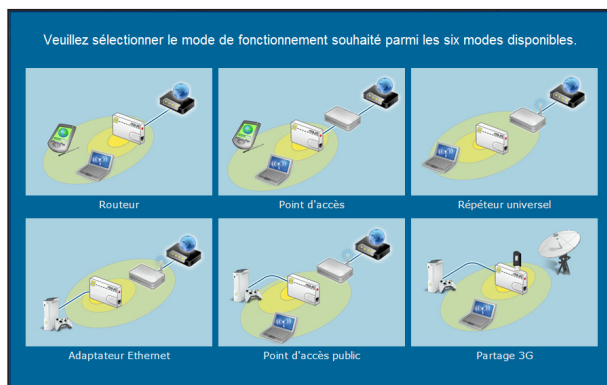 Veuillez sélectionner le mode de fonctionnement souhaité parmi les six modes disponibles.
Routeur
Point d'accès
Répéteur universel
Adaptateur Ethernet
Point d'accès public
Partage 3G